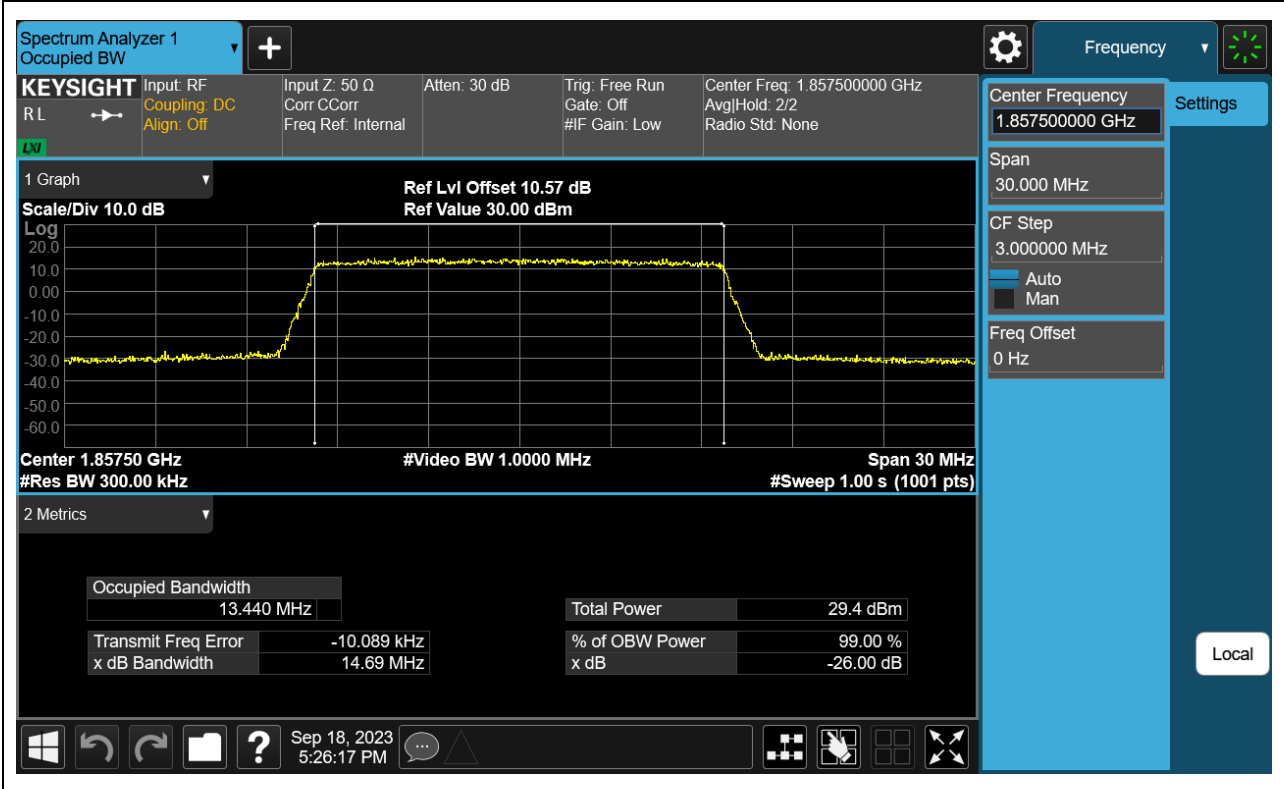 Spectrum Analyzer 1
Occupied BW
+
Frequency
KEYSIGHT
R L
LXI
Input: RF
Coupling: DC
Align: Off
Input Z: 50 Ω
Corr CCorr
Freq Ref: Internal
Atten: 30 dB
Trig: Free Run
Gate: Off
#IF Gain: Low
Center Freq: 1.857500000 GHz
Avg|Hold: 2/2
Radio Std: None
Center Frequency
1.857500000 GHz
Settings
Span
30.000 MHz
CF Step
3.000000 MHz
Auto
Man
Freq Offset
0 Hz
Local
1 Graph
Scale/Div 10.0 dB
Ref Lvl Offset 10.57 dB
Ref Value 30.00 dBm
Log
20.0
10.0
0.00
-10.0
-20.0
-30.0
-40.0
-50.0
-60.0
Center 1.85750 GHz
#Video BW 1.0000 MHz
Span 30 MHz
#Res BW 300.00 kHz
#Sweep 1.00 s (1001 pts)
2 Metrics
Occupied Bandwidth
13.440 MHz
Total Power 29.4 dBm
Transmit Freq Error -10.089 kHz
% of OBW Power 99.00 %
x dB Bandwidth 14.69 MHz
x dB -26.00 dB
?
Sep 18, 2023
5:26:17 PM